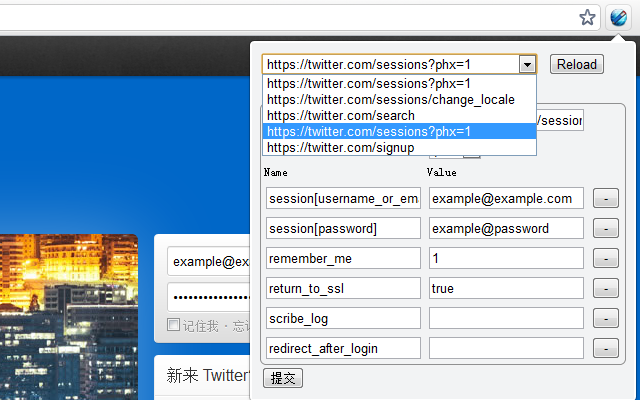 https://twitter.com/sessions?phx=1
Reload
https://twitter.com/sessions?phx=1
https://twitter.com/sessions/change_locale
https://twitter.com/search
https://twitter.com/sessions?phx=1
https://twitter.com/signup
/session
Name Value
session[username_or_em example@example.com -
session[password] example@password -
remember_me 1 -
return_to_ssl true -
scribe_log -
redirect_after_login -
提交
example@exa
••••••••••••
记住我 · 忘记
新来 Twitter